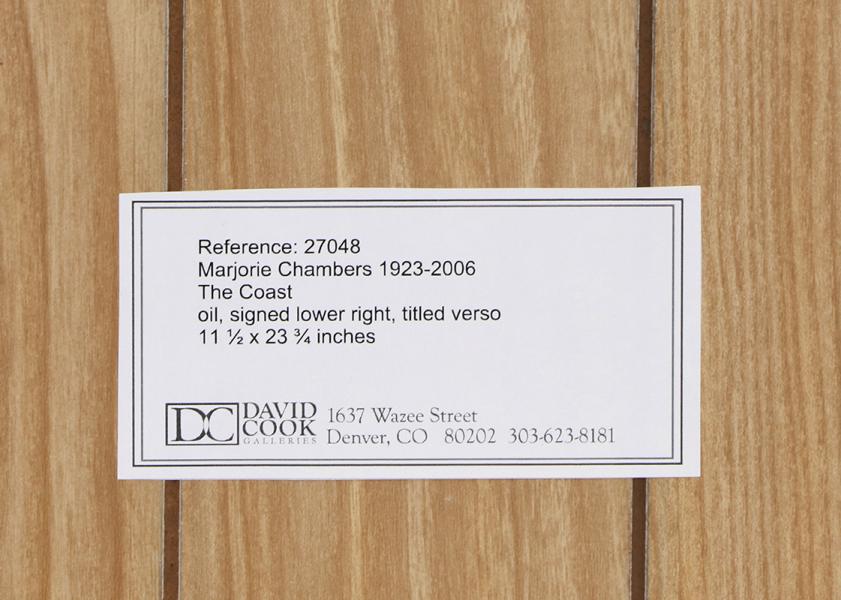 Reference: 27048
Marjorie Chambers 1923-2006
The Coast
oil, signed lower right, titled verso
11 ½ x 23 ¾ inches
DC
DAVID
COOK
GALLERIES
1637 Wazee Street
Denver, CO 80202 303-623-8181